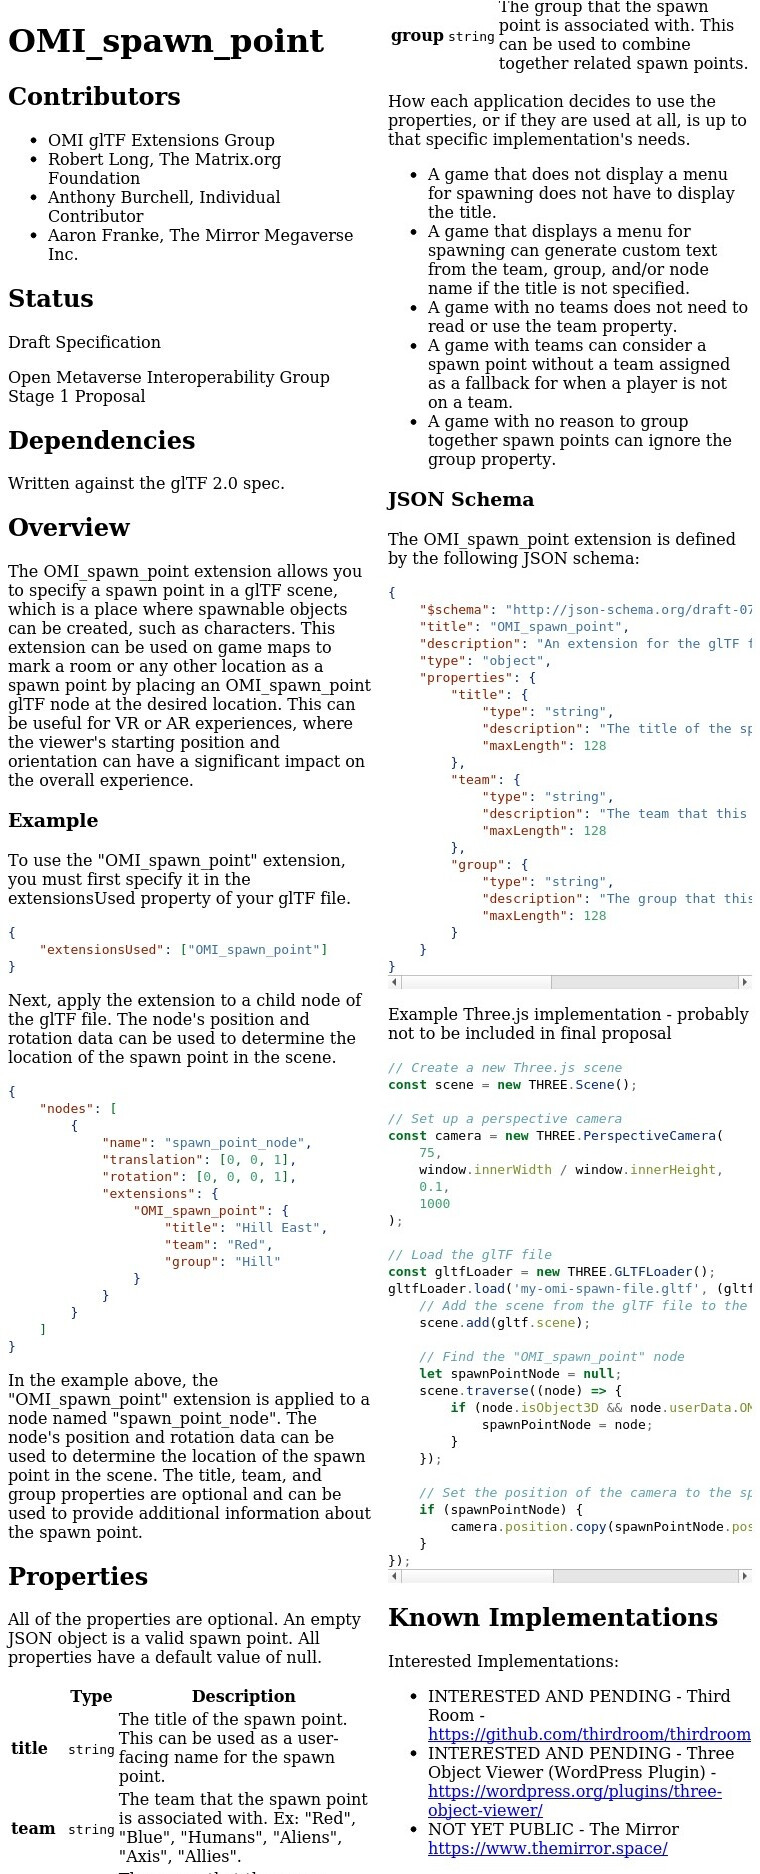 OMI_spawn_point
Contributors
• OMI glTF Extensions Group
• Robert Long, The Matrix.org
Foundation
• Anthony Burchell, Individual
Contributor
• Aaron Franke, The Mirror Megaverse
Inc.
Status
Draft Specification
Open Metaverse Interoperability Group
Stage 1 Proposal
Dependencies
Written against the glTF 2.0 spec.
Overview
The OMI_spawn_point extension allows you
to specify a spawn point in a glTF scene,
which is a place where spawnable objects
can be created, such as characters. This
extension can be used on game maps to
mark a room or any other location as a
spawn point by placing an OMI_spawn_point
glTF node at the desired location. This can
be useful for VR or AR experiences, where
the viewer's starting position and
orientation can have a significant impact on
the overall experience.
Example
To use the "OMI_spawn_point" extension,
you must first specify it in the
extensionsUsed property of your glTF file.
{
    "extensionsUsed": ["OMI_spawn_point"]
}
Next, apply the extension to a child node of
the glTF file. The node's position and
rotation data can be used to determine the
location of the spawn point in the scene.
{
    "nodes": [
        {
            "name": "spawn_point_node",
            "translation": [0, 0, 1],
            "rotation": [0, 0, 0, 1],
            "extensions": {
                "OMI_spawn_point": {
                    "title": "Hill East",
                    "team": "Red",
                    "group": "Hill"
                }
            }
        }
    ]
}
In the example above, the
"OMI_spawn_point" extension is applied to a
node named "spawn_point_node". The
node's position and rotation data can be
used to determine the location of the spawn
point in the scene. The title, team, and
group properties are optional and can be
used to provide additional information about
the spawn point.
Properties
All of the properties are optional. An empty
JSON object is a valid spawn point. All
properties have a default value of null.
Type Description
title string The title of the spawn point.
This can be used as a user-
facing name for the spawn
point.
team string The team that the spawn point
is associated with. Ex: "Red",
"Blue", "Humans", "Aliens",
"Axis", "Allies".
group string The group that the spawn
point is associated with. This
can be used to combine
together related spawn points.
How each application decides to use the
properties, or if they are used at all, is up to
that specific implementation's needs.
• A game that does not display a menu
for spawning does not have to display
the title.
• A game that displays a menu for
spawning can generate custom text
from the team, group, and/or node
name if the title is not specified.
• A game with no teams does not need to
read or use the team property.
• A game with teams can consider a
spawn point without a team assigned
as a fallback for when a player is not
on a team.
• A game with no reason to group
together spawn points can ignore the
group property.
JSON Schema
The OMI_spawn_point extension is defined
by the following JSON schema:
{
    "$schema": "http://json-schema.org/draft-07
    "title": "OMI_spawn_point",
    "description": "An extension for the glTF f
    "type": "object",
    "properties": {
        "title": {
            "type": "string",
            "description": "The title of the sp
            "maxLength": 128
        },
        "team": {
            "type": "string",
            "description": "The team that this
            "maxLength": 128
        },
        "group": {
            "type": "string",
            "description": "The group that this
            "maxLength": 128
        }
    }
}
Example Three.js implementation - probably
not to be included in final proposal
// Create a new Three.js scene
const scene = new THREE.Scene();
// Set up a perspective camera
const camera = new THREE.PerspectiveCamera(
    75,
    window.innerWidth / window.innerHeight,
    0.1,
    1000
);
// Load the glTF file
const gltfLoader = new THREE.GLTFLoader();
gltfLoader.load('my-omi-spawn-file.gltf', (gltf
    // Add the scene from the glTF file to the
    scene.add(gltf.scene);
    // Find the "OMI_spawn_point" node
    let spawnPointNode = null;
    scene.traverse((node) => {
        if (node.isObject3D && node.userData.OM
            spawnPointNode = node;
        }
    });
    // Set the position of the camera to the sp
    if (spawnPointNode) {
        camera.position.copy(spawnPointNode.pos
    }
});
Known Implementations
Interested Implementations:
• INTERESTED AND PENDING - Third
Room -
https://github.com/thirdroom/thirdroom
• INTERESTED AND PENDING - Three
Object Viewer (WordPress Plugin) -
https://wordpress.org/plugins/three-
object-viewer/
• NOT YET PUBLIC - The Mirror
https://www.themirror.space/